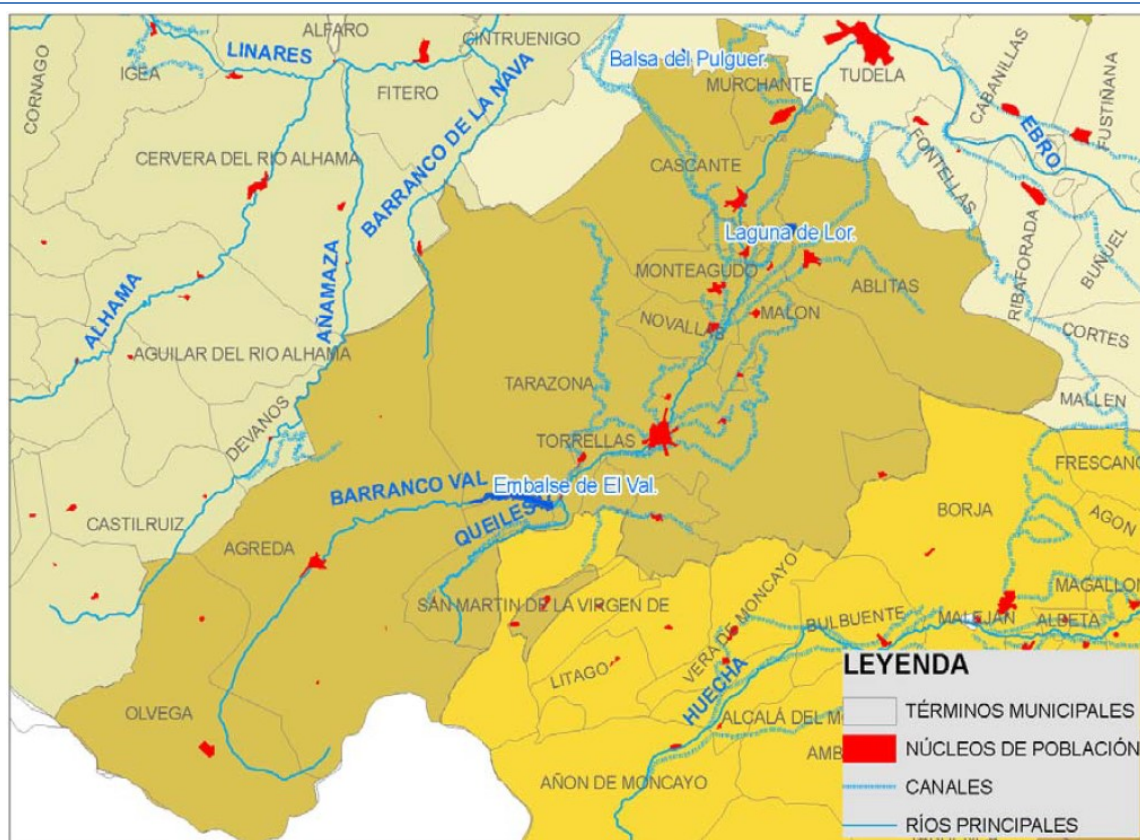 CORNAGO
IGEA
LINARES
ALFARO
CINTRUENIGO
FITERO
BARRANCO DE LA NAVA
Balsa del Pulguer.
MURCHANTE
TUDELA
CABANILLAS
FUSTIÑANA
EBRO
CERVERA DEL RIO ALHAMA
CASCANTE
FONTELLAS
ALHAMA
AÑAMAZA
Laguna de Lor.
MONTEAGUDO
ABLITAS
RIBAFORADA
BUÑUEL
NOVALLAS
MALON
CORTES
AGUILAR DEL RIO ALHAMA
TARAZONA
MALLEN
DEVANOS
TORRELLAS
FRESCANO
BARRANCO VAL
Embalse de El Val.
QUEILES
BORJA
AGON
CASTILRUIZ
AGREDA
MAGALLON
SAN MARTIN DE LA VIRGEN DE
VERA DE MONCAYO
BULBUENTE
MALEJAN
ALBETA
LITAGO
HUECHA
OLVEGA
ALCALÁ DEL M
AMB
AÑON DE MONCAYO
LEYENDA
TÉRMINOS MUNICIPALES
NÚCLEOS DE POBLACIÓN
CANALES
RÍOS PRINCIPALES